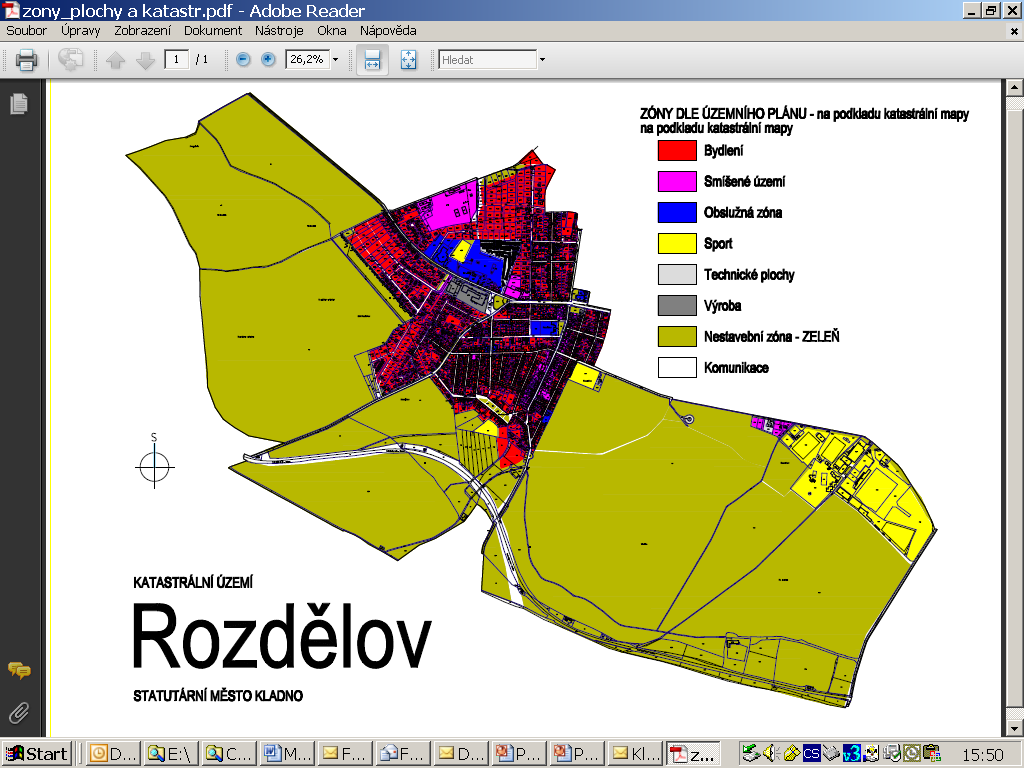 zony_plochy a katastr.pdf - Adobe Reader
Soubor Úpravy Zobrazení Dokument Nástroje Okna Nápověda
1 / 1 26,2% Hledat
ZÓNY DLE ÚZEMNÍHO PLÁNU - na podkladu katastrální mapy
na podkladu katastrální mapy
Bydlení
Smíšené území
Obslužná zóna
Sport
Technické plochy
Výroba
Nestavební zóna - ZELEŇ
Komunikace
S
KATASTRÁLNÍ ÚZEMÍ
Rozdělov
STATUTÁRNÍ MĚSTO KLADNO
Start D... E:\ C... M... F... F... D... P... P... Kl... z... CS 15:50